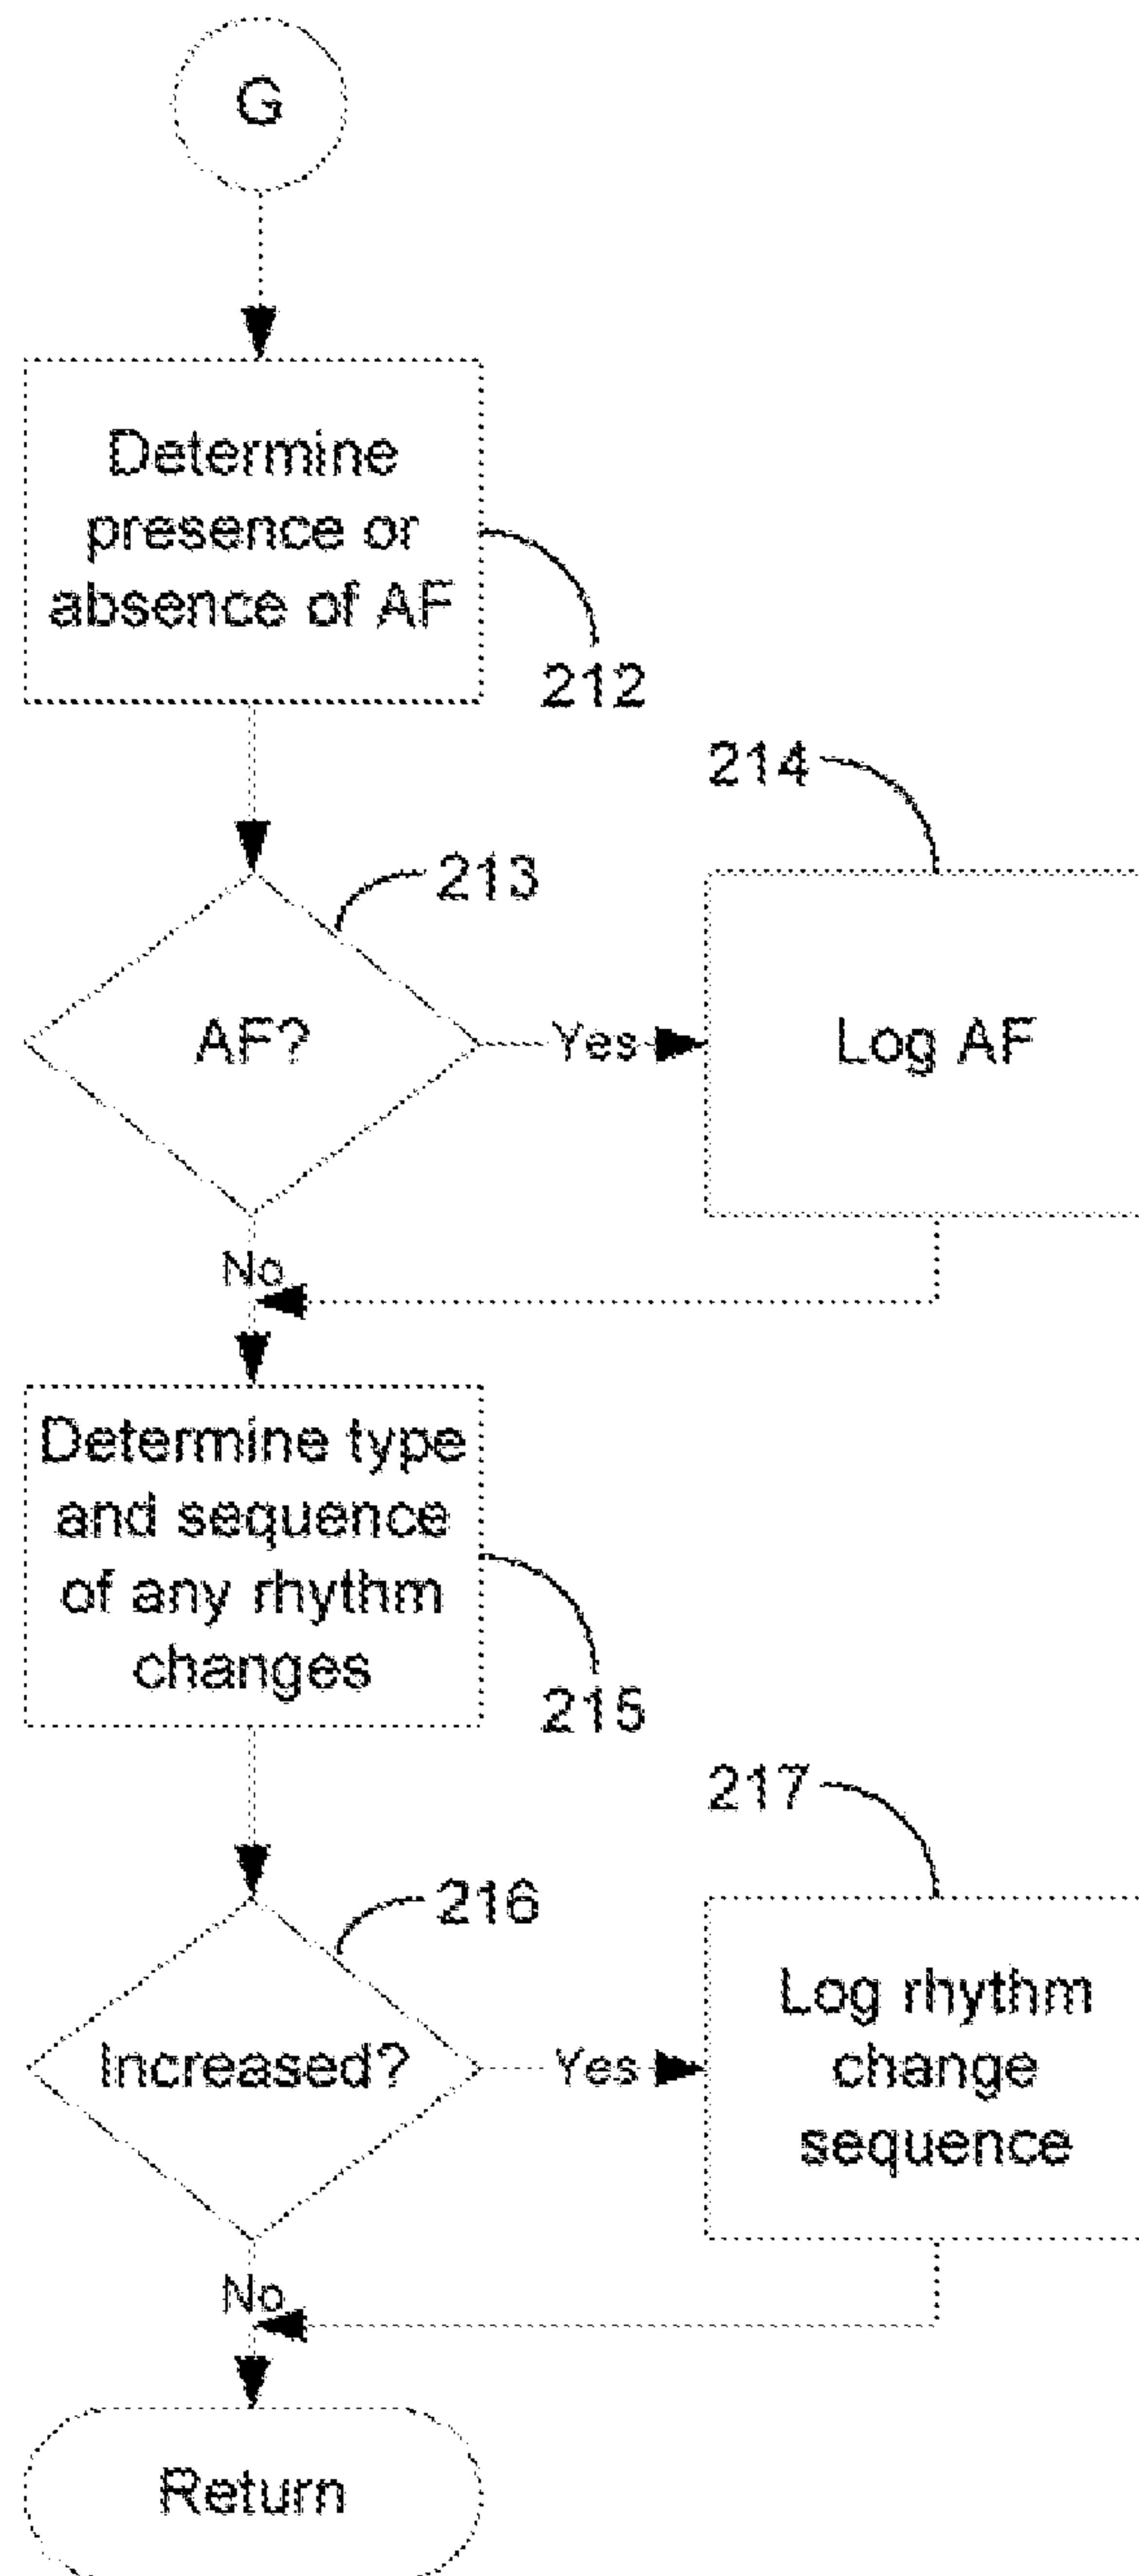 G
Determine
presence or
absence of AF
212
214
213
AF?
Yes
Log AF
No
Determine type
and sequence
of any rhythm
changes
215
217
216
Increased?
Yes
Log rhythm
change
sequence
No
Return